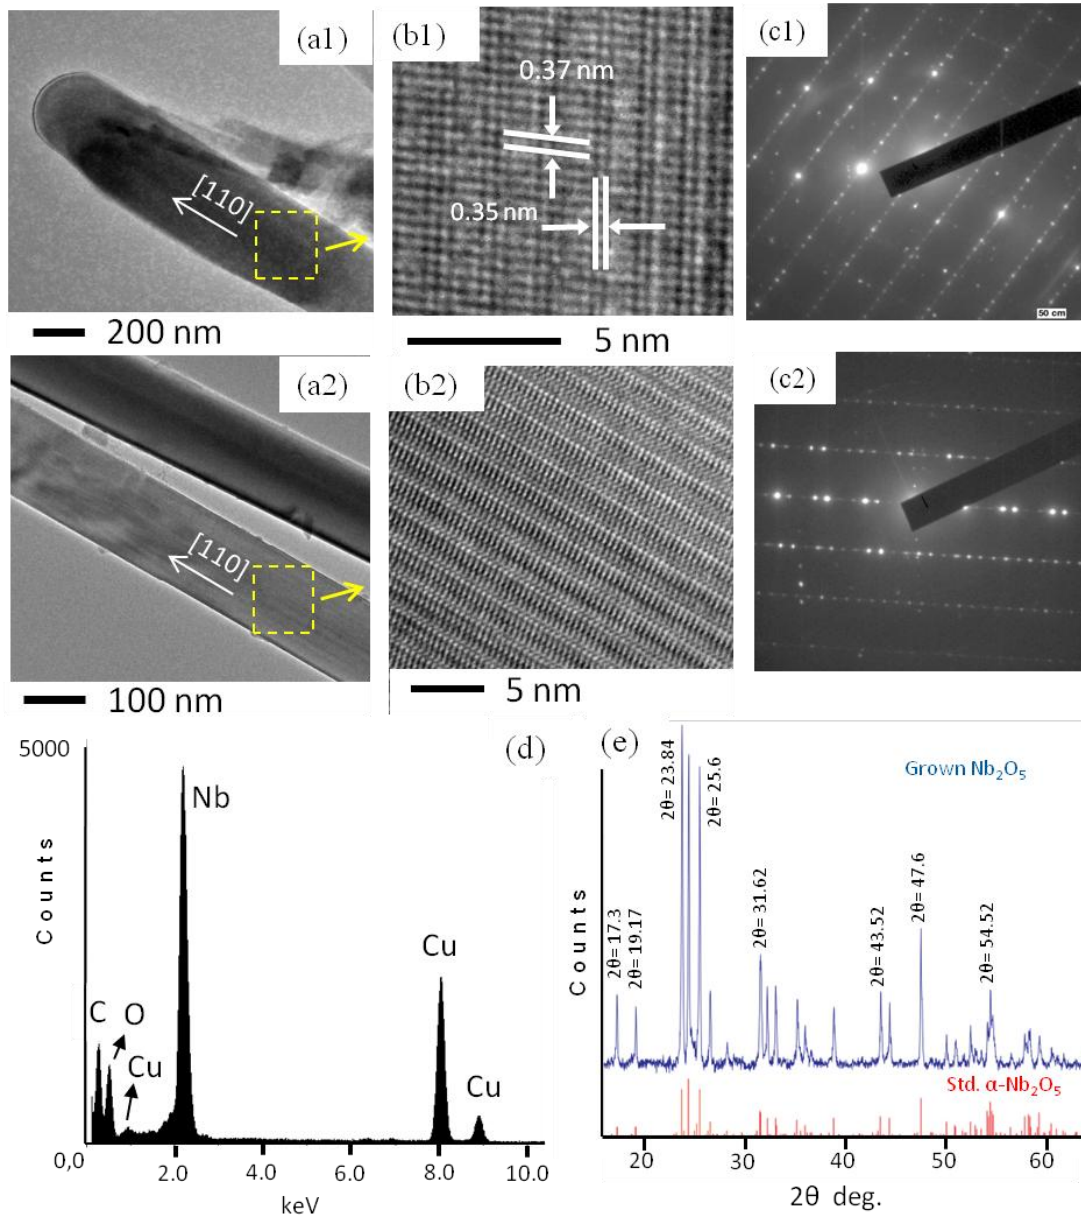 (a1)
[110]
200 nm
(b1)
0.37 nm
0.35 nm
5 nm
(c1)
50 cm
(a2)
[110]
100 nm
(b2)
5 nm
(c2)
(d)
5000
Counts
C
O
Cu
Nb
Cu
Cu
0,0
2.0
4.0
6.0
8.0
10.0
keV
(e)
Grown Nb₂O₅
2θ= 17.3
2θ= 19.17
2θ= 23.84
2θ= 25.6
2θ= 31.62
2θ= 43.52
2θ= 47.6
2θ= 54.52
Counts
Std. α-Nb₂O₅
20
30
40
50
60
2θ deg.